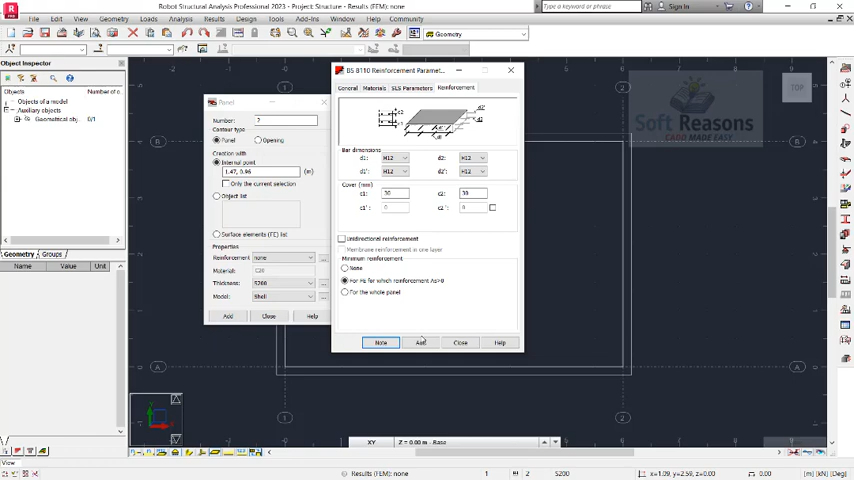 Robot Structural Analysis Professional 2023 - Project: Structure - Results (FEM): none
Type a keyword or phrase
Sign In
File Edit View Geometry Loads Analysis Results Design Tools Add-Ins Window Help Community
Geometry
Object Inspector
Objects Number of o
Objects of a model
Auxiliary objects 0/1
Geometrical obj 0/1
Geometry Groups
Name Value Unit
Panel
Number: 2
Contour type
Panel Opening
Creation with
Internal point
1.47, 0.96 (m)
Only the current selection
Object list
Surface elements (FE) list
Properties
Reinforcement: none
Material: C20
Thickness: S200
Model: Shell
Add Close Help
BS 8110 Reinforcement Paramet...
General Materials SLS Parameters Reinforcement
Bar dimensions
d1: H12 d2: H12
d1': H12 d2': H12
Cover (mm)
c1: 30 c2: 30
c1': 0 c2': 0
Unidirectional reinforcement
Membrane reinforcement in one layer
Minimum reinforcement
None
For FE for which reinforcement As>0
For the whole panel
Note Add Close Help
Soft Reasons
CADD MADE EASY
TOP
XY Z = 0.00 m - Base
View
Results (FEM): none 1 2 S200 x=1.09, y=2.59, z=0.00 0.00 [m] [kN] [Deg]